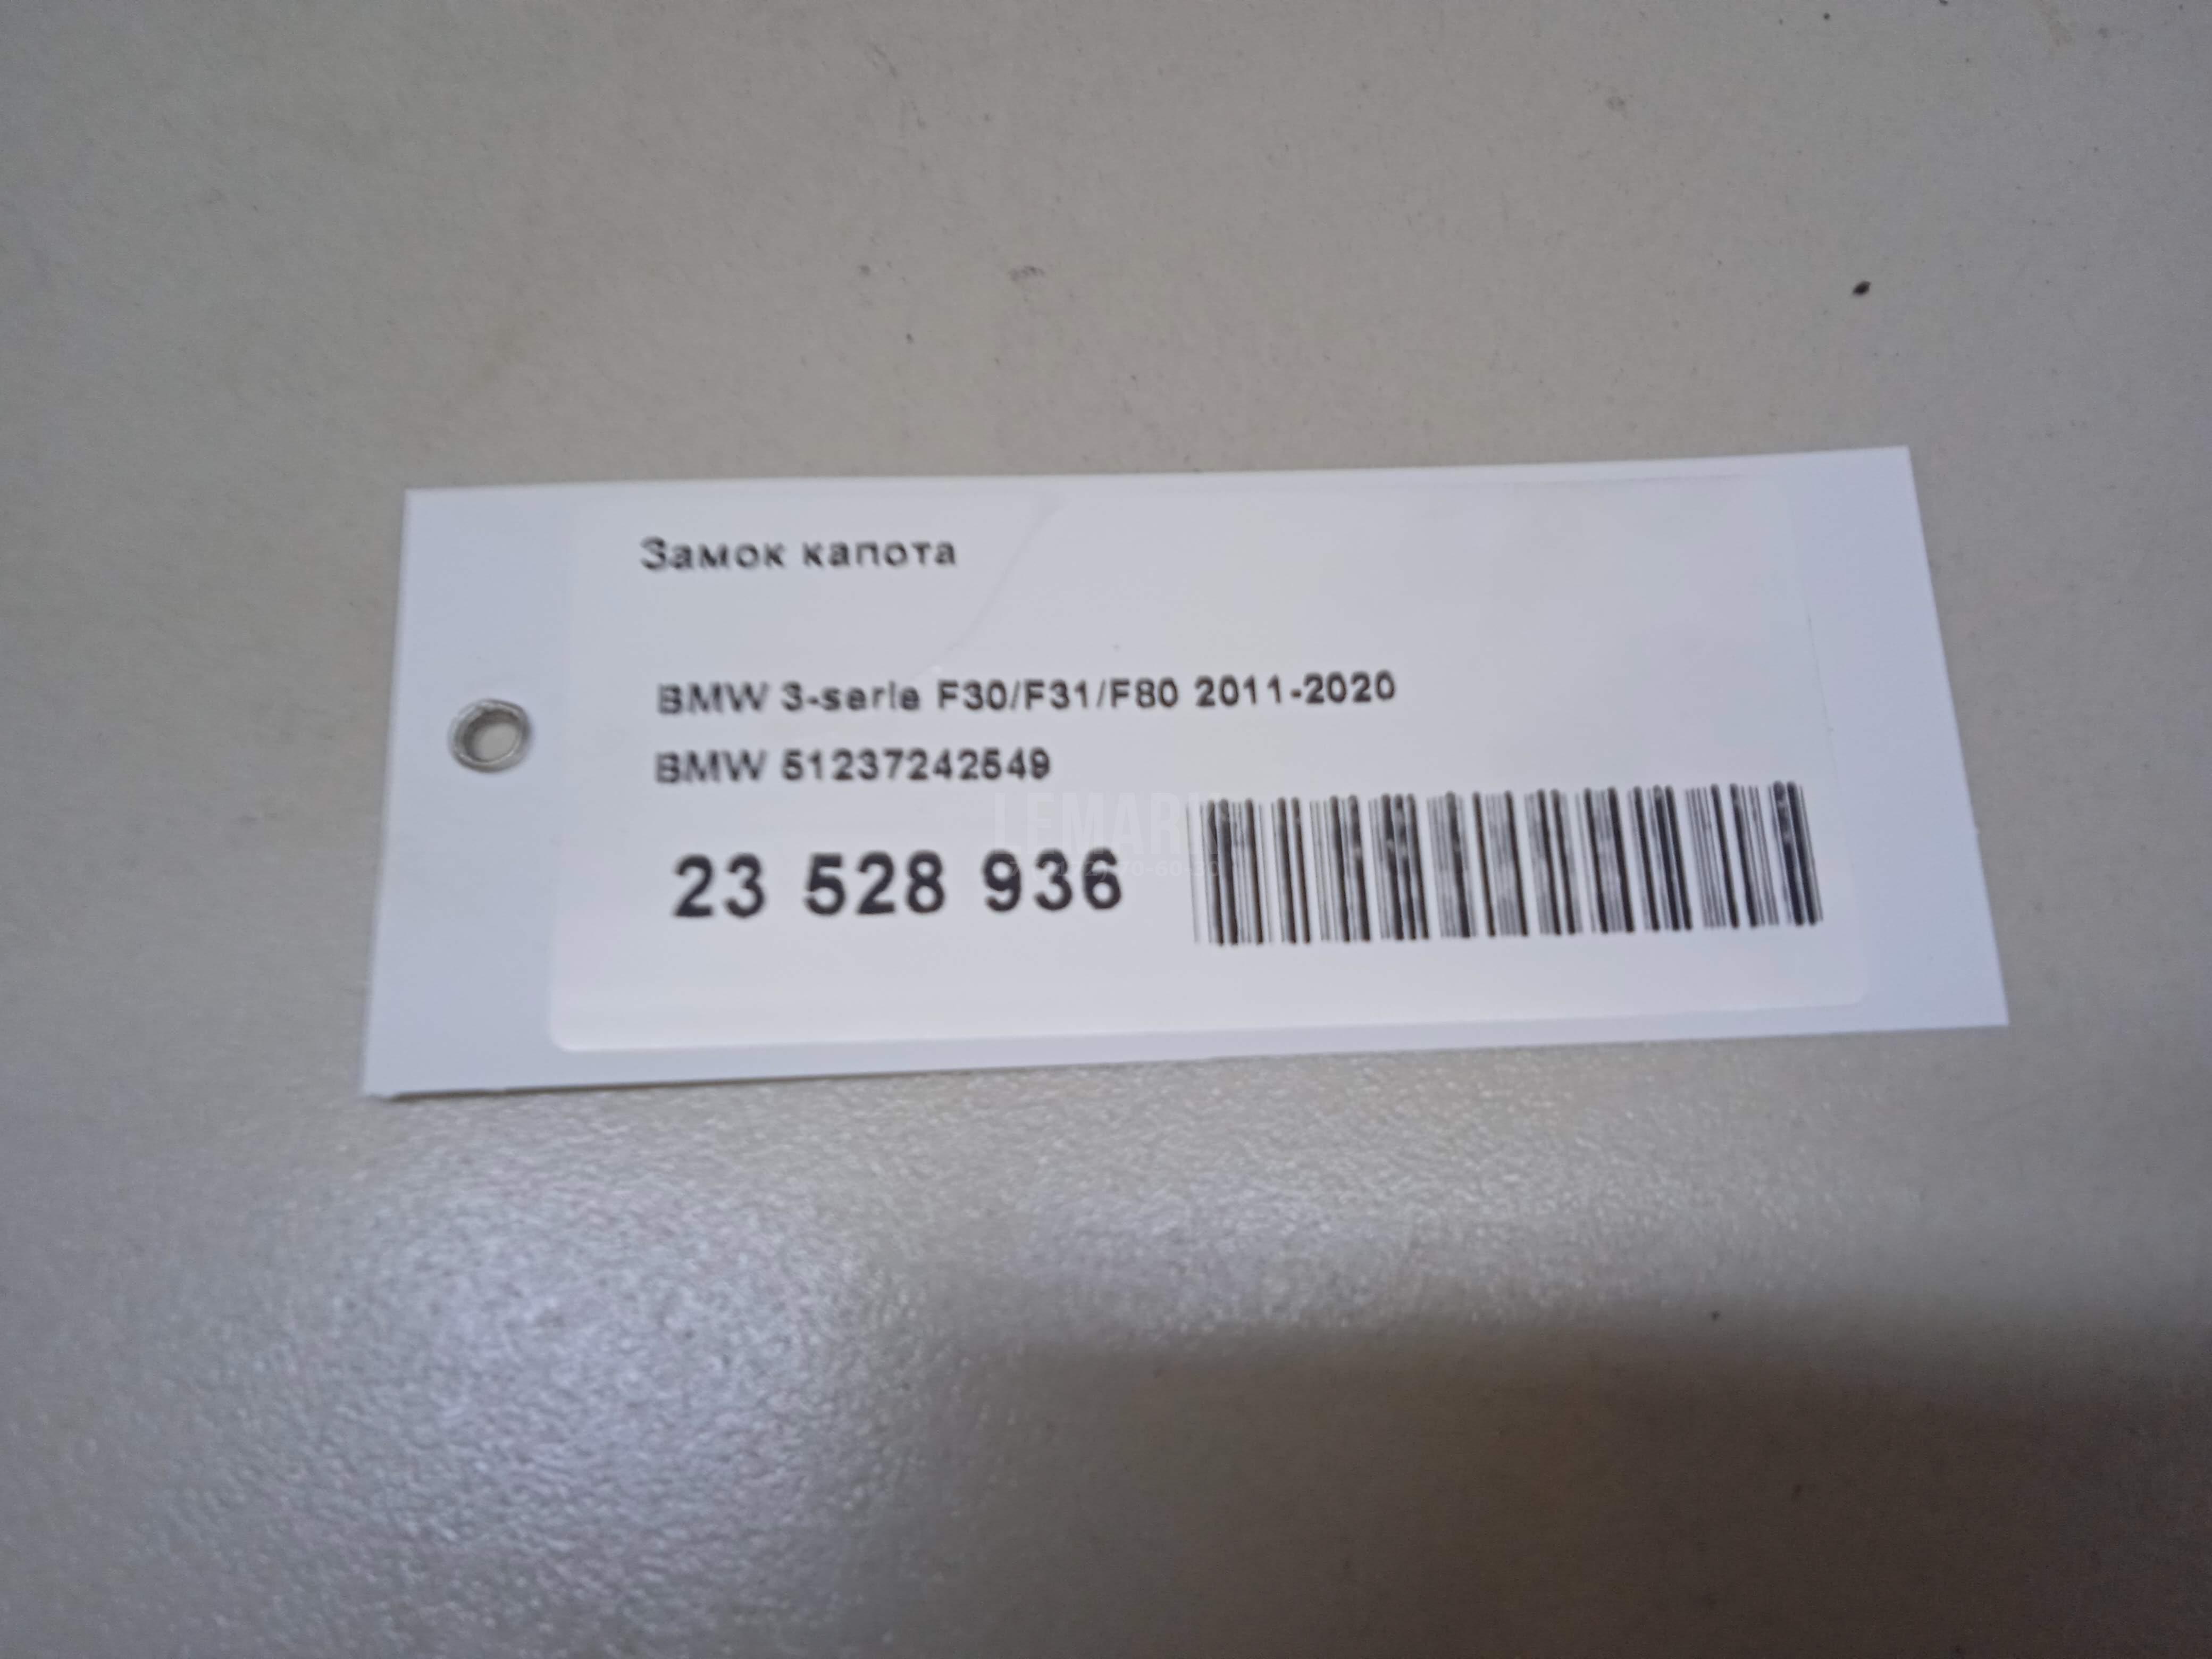 Замок капота
BMW 3-serie F30/F31/F80 2011-2020
BMW 51237242549
23 528 936